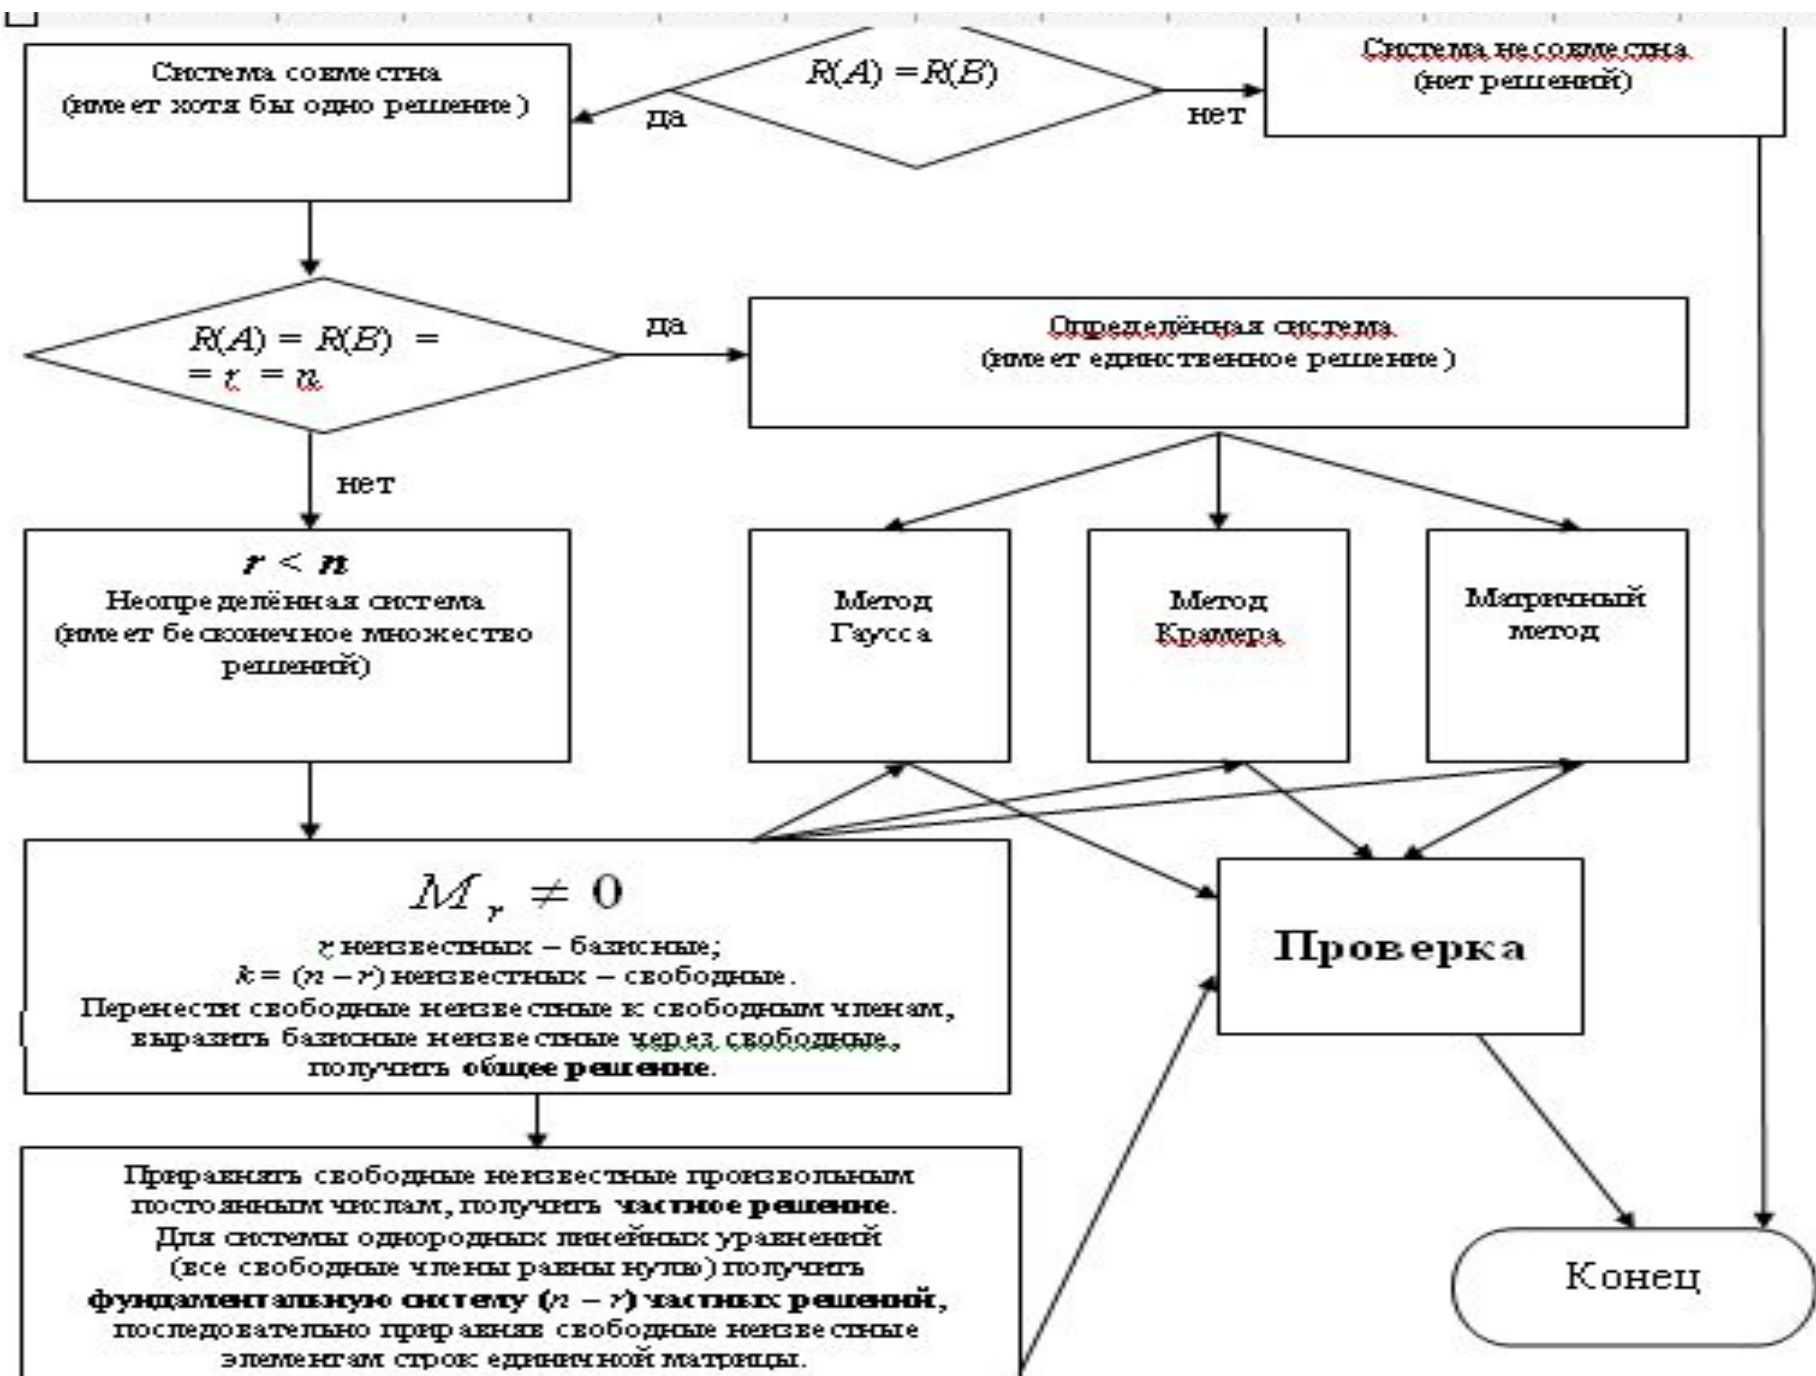 Система совместна
(имеет хотя бы одно решение)
да
R(A) = R(B)
нет
Система несовместна
(нет решений)
R(A) = R(B) =
= r = n
да
Определённая система
(имеет единственное решение)
нет
r < n
Неопределённая система
(имеет бесконечное множество
решений)
Метод
Гаусса
Метод
Крамера
Матричный
метод
M r ≠ 0
r неизвестных – базисные;
k = (n – r) неизвестных – свободные.
Перенести свободные неизвестные к свободным членам,
выразить базисные неизвестные через свободные,
получить общее решение.
Проверка
Приравнять свободные неизвестные произвольным
постоянным числам, получить частное решение.
Для системы однородных линейных уравнений
(все свободные члены равны нулю) получить
фундаментальную систему (n – r) частных решений,
последовательно приравняв свободные неизвестные
элементам строк единичной матрицы.
Конец